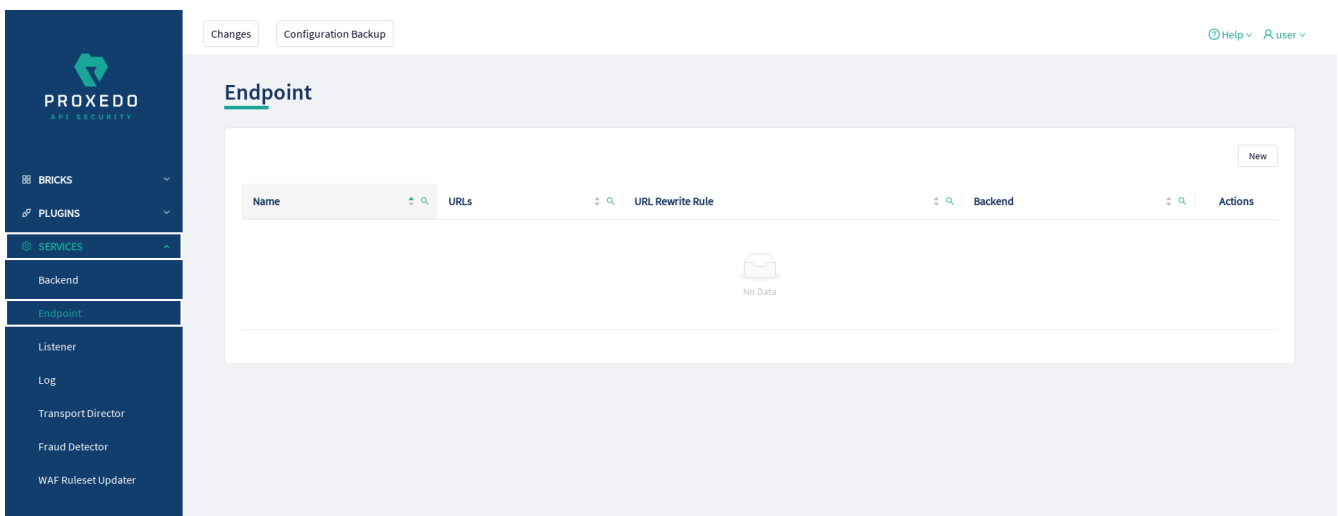 Changes
Configuration Backup
Help
user
PROXEDO
API SECURITY
BRICKS
PLUGINS
SERVICES
Backend
Endpoint
Listener
Log
Transport Director
Fraud Detector
WAF Ruleset Updater
Endpoint
New
Name
URLs
URL Rewrite Rule
Backend
Actions
No Data